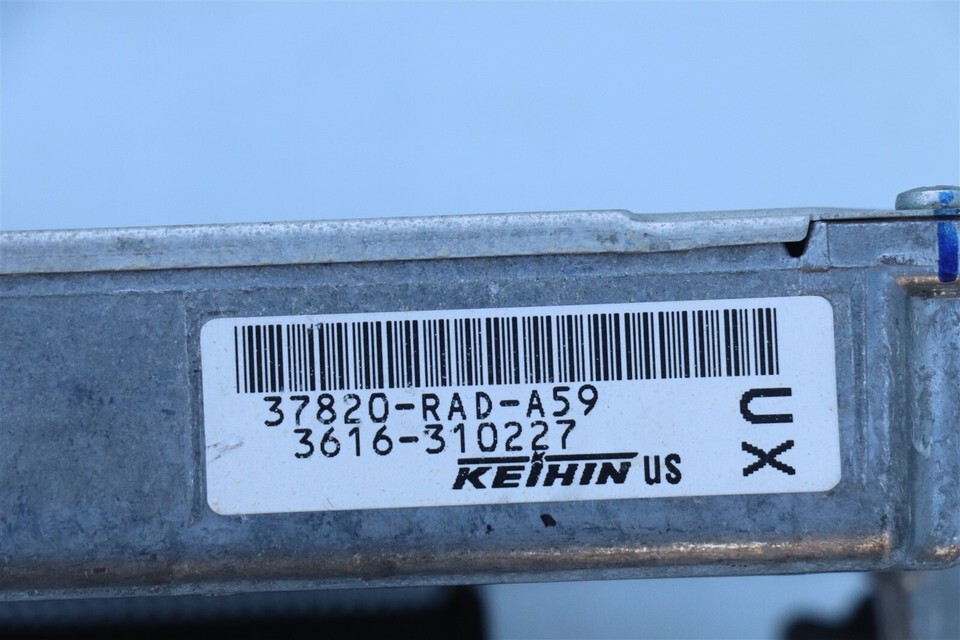 37820-RAD-A59
3616-310227
KEIHIN US
UX